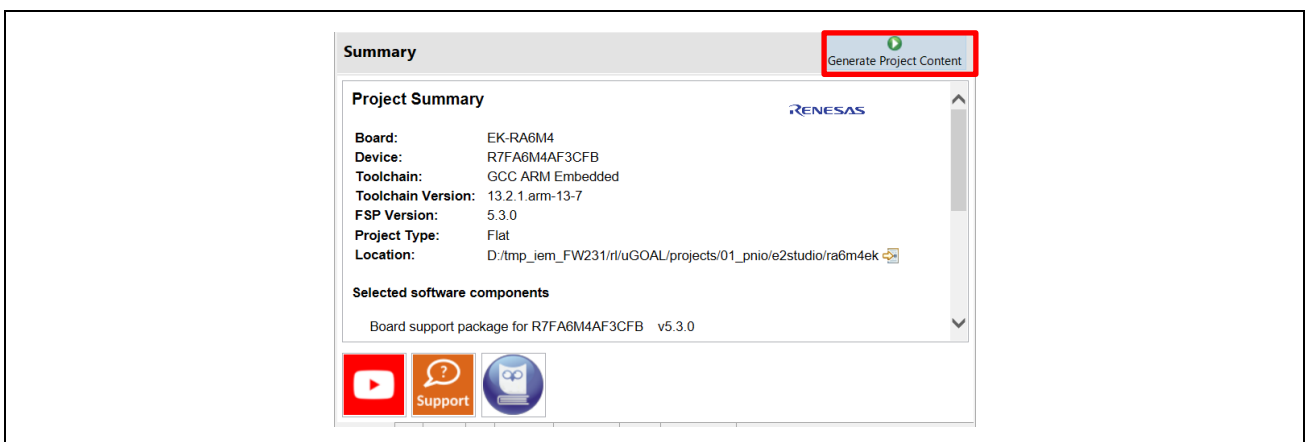 Summary
Generate Project Content
Project Summary
RENESAS
Board: EK-RA6M4
Device: R7FA6M4AF3CFB
Toolchain: GCC ARM Embedded
Toolchain Version: 13.2.1.arm-13-7
FSP Version: 5.3.0
Project Type: Flat
Location: D:/tmp_iem_FW231/rl/uGOAL/projects/01_pnio/e2studio/ra6m4ek
Selected software components
Board support package for R7FA6M4AF3CFB v5.3.0
?
Support